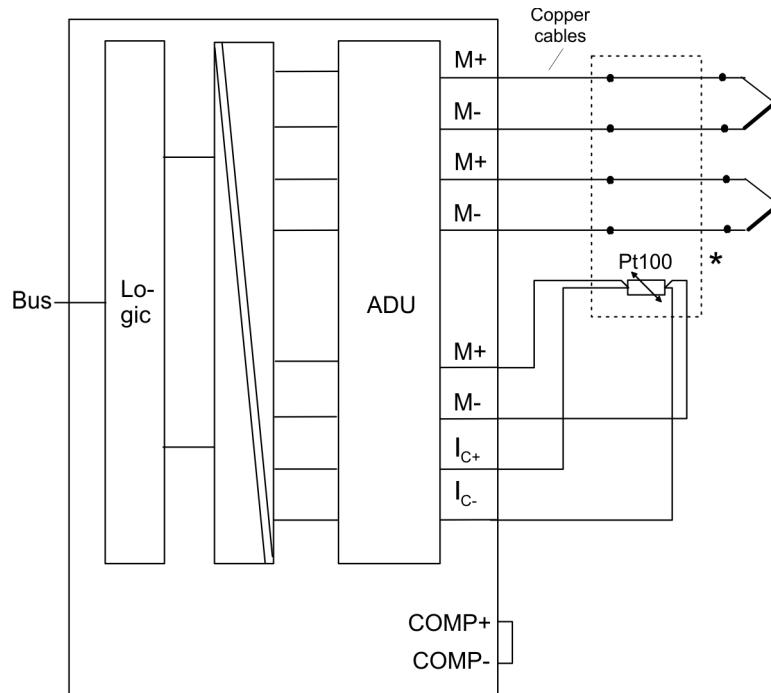 Copper
cables
M+
M-
M+
M-
Pt100
*
Bus
Lo-
gic
ADU
M+
M-
IC+
IC-
COMP+
COMP-